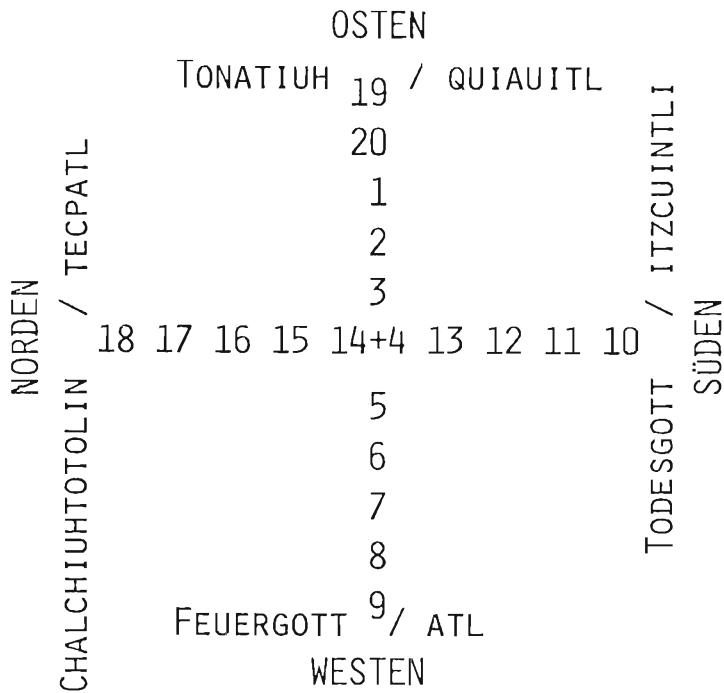 OSTEN
TONATIUH 19 / QUIAUITL
20
1
2
3
18 17 16 15 14+4 13 12 11 10
5
6
7
8
FEUERGOTT 9 / ATL
WESTEN
NORDEN
CHALCHIUHTOTOLIN / TECPATL
TODESGOTT / ITZCUINTLI
SÜDEN